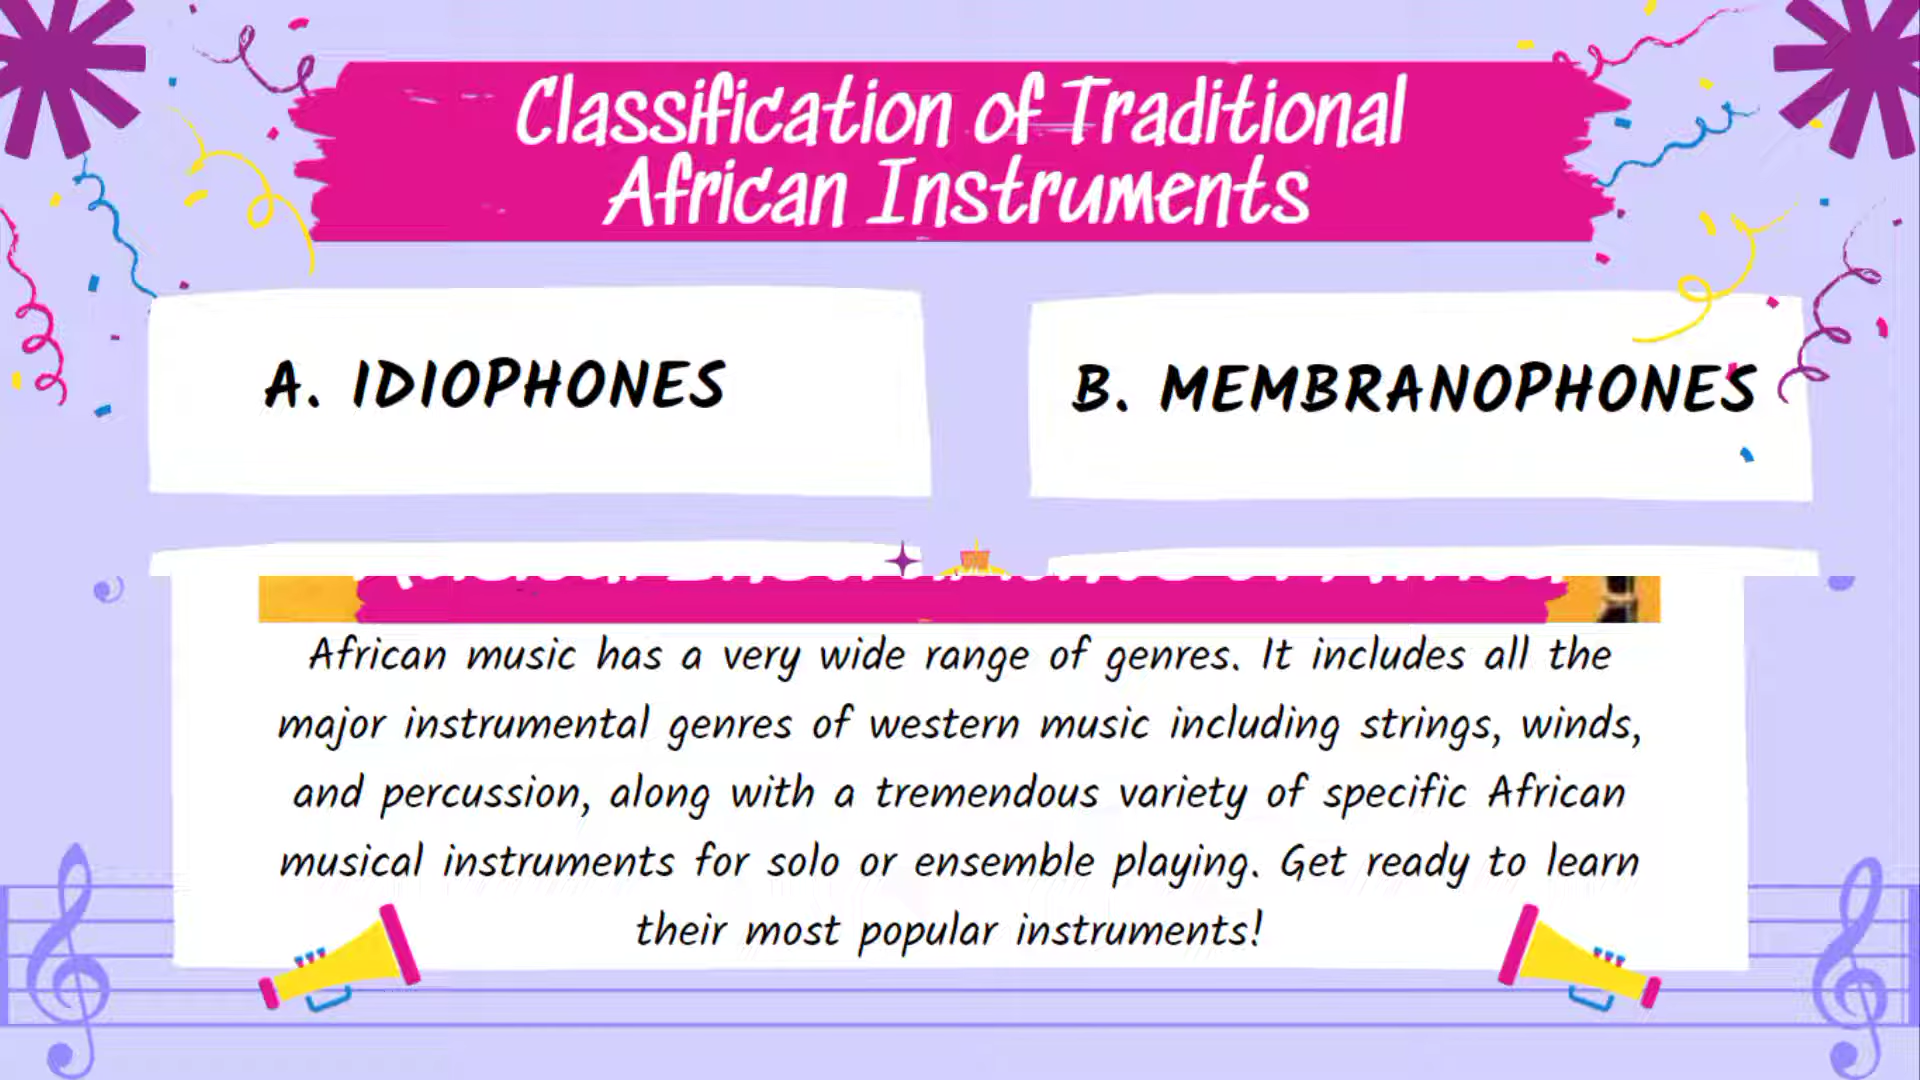 Classification of Traditional
African Instruments
A. IDIOPHONES
B. MEMBRANOPHONES
African music has a very wide range of genres. It includes all the
major instrumental genres of western music including strings, winds,
and percussion, along with a tremendous variety of specific African
musical instruments for solo or ensemble playing. Get ready to learn
their most popular instruments!